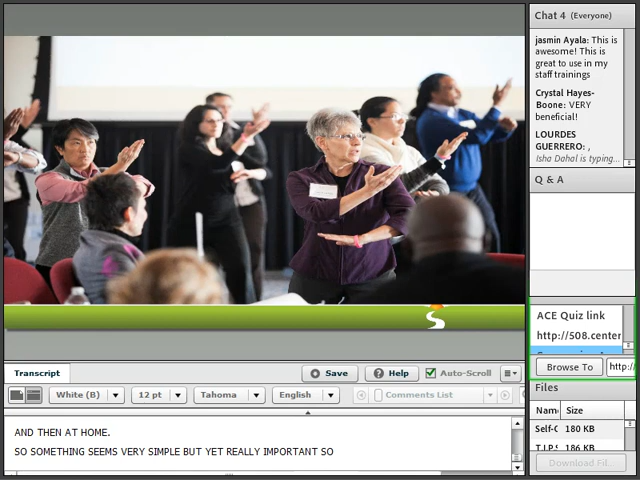 Chat 4 (Everyone)
jasmin Ayala: This is
awesome! This is
great to use in my
staff trainings
Crystal Hayes-
Boone: VERY
beneficial!
LOURDES
GUERRERO: ,
Isha Dahal is typing...
Q & A
ACE Quiz link
http://508.center
Browse To
http:/
Files
Name
Size
Self-C
180 KB
T.I.P.S
186 KB
Download Fil...
Transcript
Save
Help
Auto-Scroll
White (B)
12 pt
Tahoma
English
Comments List
AND THEN AT HOME.
SO SOMETHING SEEMS VERY SIMPLE BUT YET REALLY IMPORTANT SO